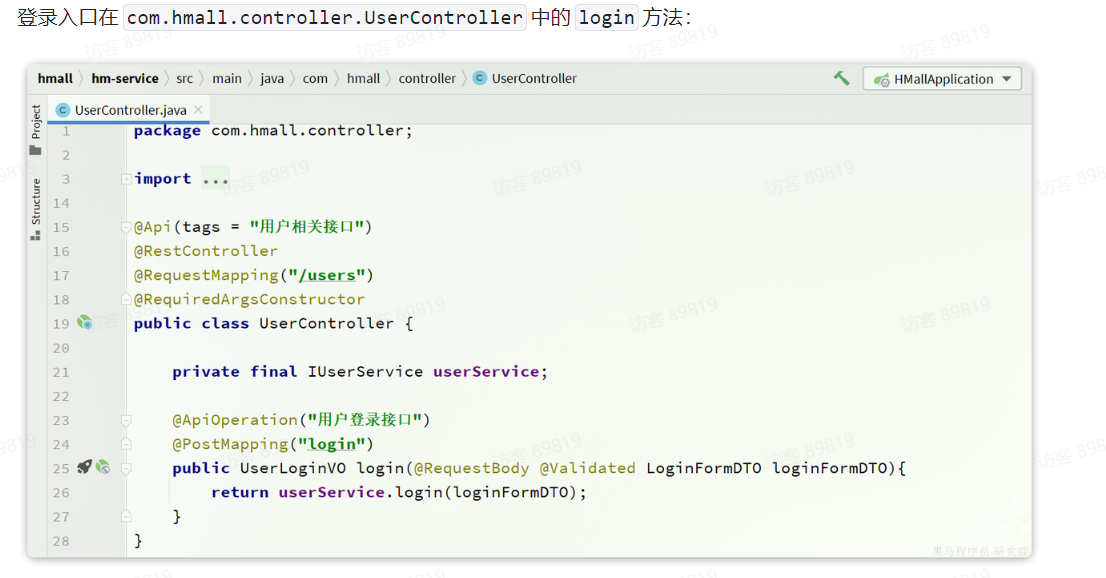 登录入口在 com.hmall.controller.UserController 中的 login 方法：
hmall hm-service src main java com hmall controller UserController HMallApplication
UserController.java
Project
Structure
1 package com.hmall.controller;
2
3 import ...
14
15 @Api(tags = "用户相关接口")
16 @RestController
17 @RequestMapping("/users")
18 @RequiredArgsConstructor
19 public class UserController {
20
21 private final IUserService userService;
22
23 @ApiOperation("用户登录接口")
24 @PostMapping("login")
25 public UserLoginVO login(@RequestBody @Validated LoginFormDTO loginFormDTO){
26 return userService.login(loginFormDTO);
27 }
28 }
黑马程序员-研究院
访客 89819